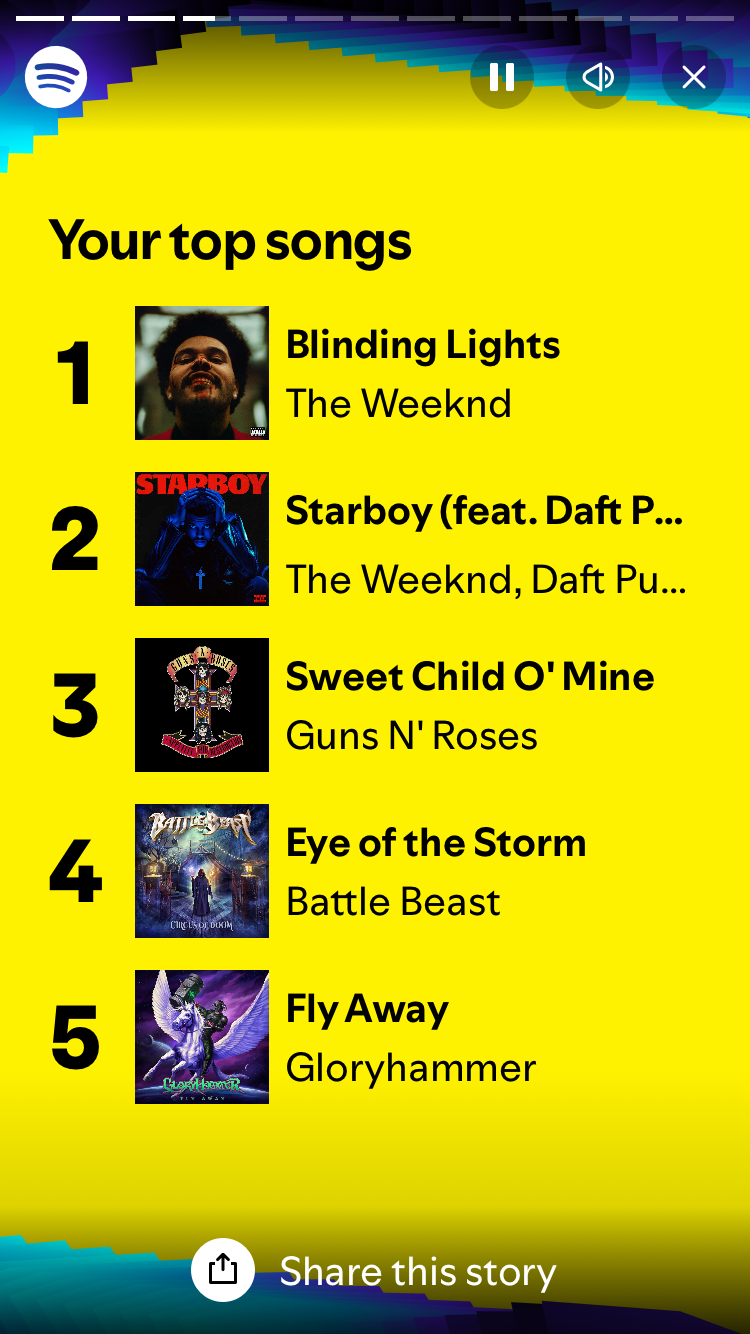 Your top songs
1
Blinding Lights
The Weeknd
STARBOY
2
Starboy (feat. Daft P...
The Weeknd, Daft Pu...
GUNS N' ROSES
3
Sweet Child O' Mine
Guns N' Roses
BATTLE BEAST
4
Eye of the Storm
Battle Beast
CIRCUS OF DOOM
5
Fly Away
Gloryhammer
GLORYHAMMER
FLY AWAY
Share this story